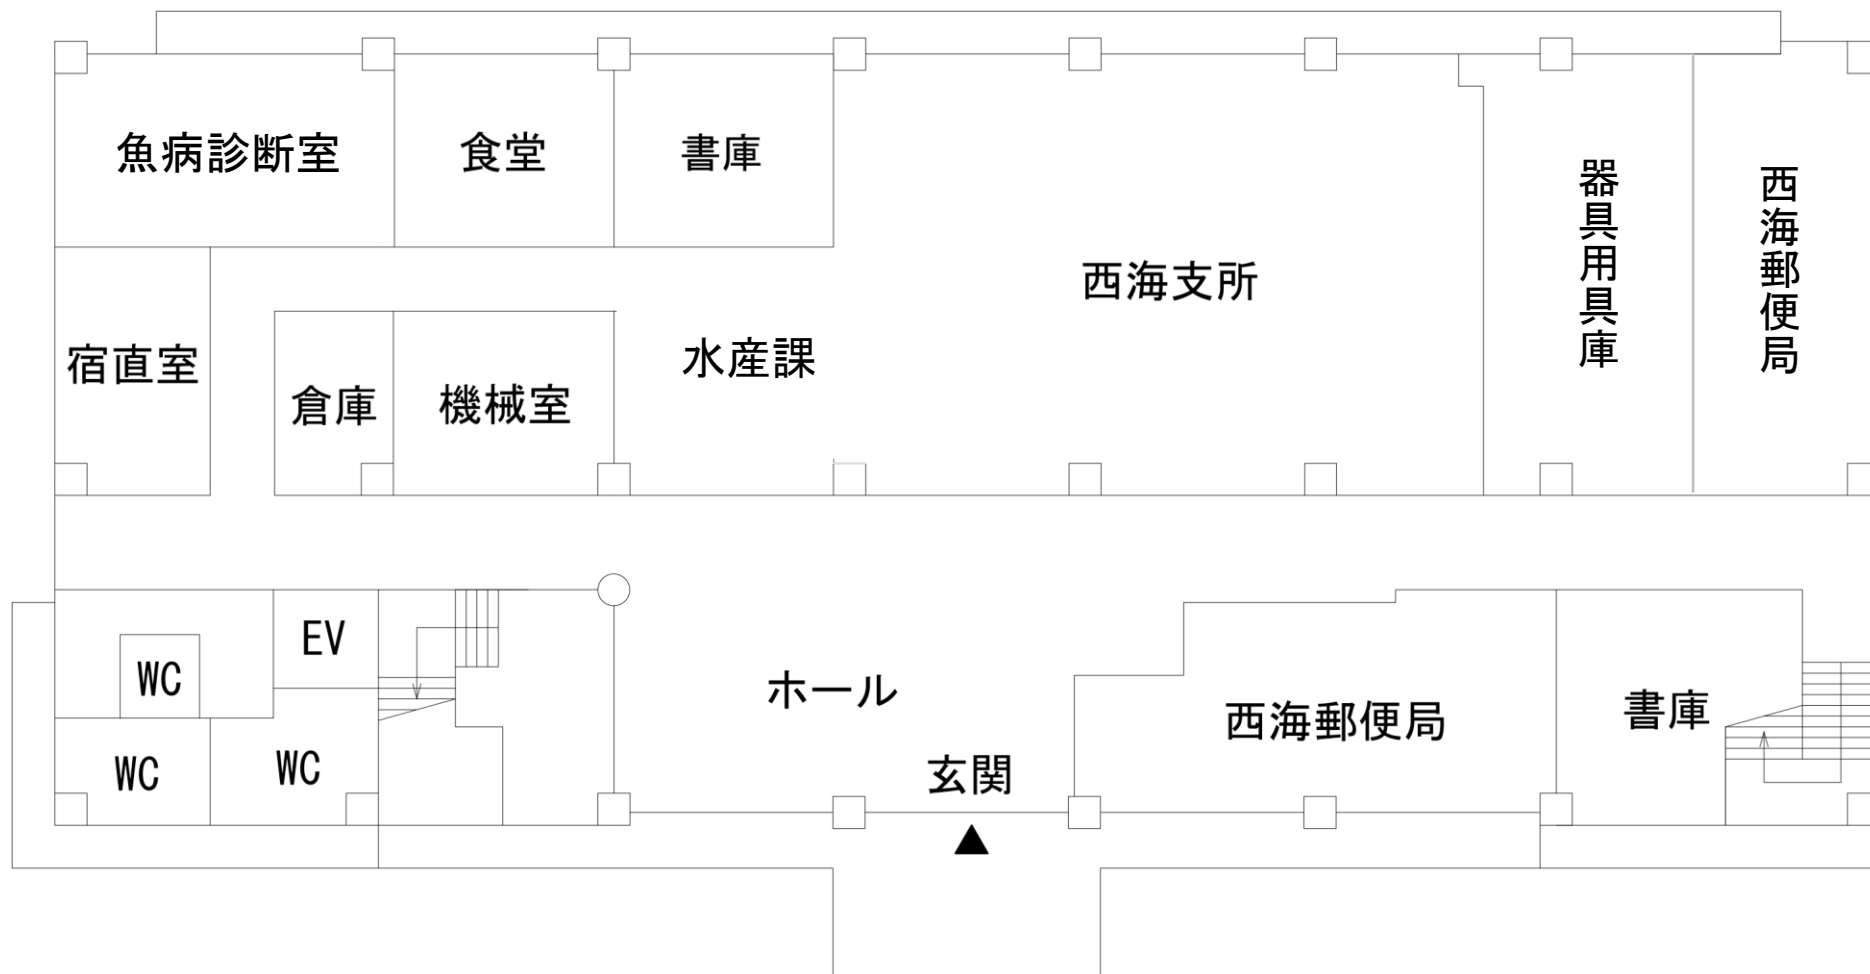 魚病診断室
食堂
書庫
西海支所
器具用具庫
西海郵便局
宿直室
倉庫
機械室
水産課
EV
WC
WC
WC
ホール
玄関
西海郵便局
書庫